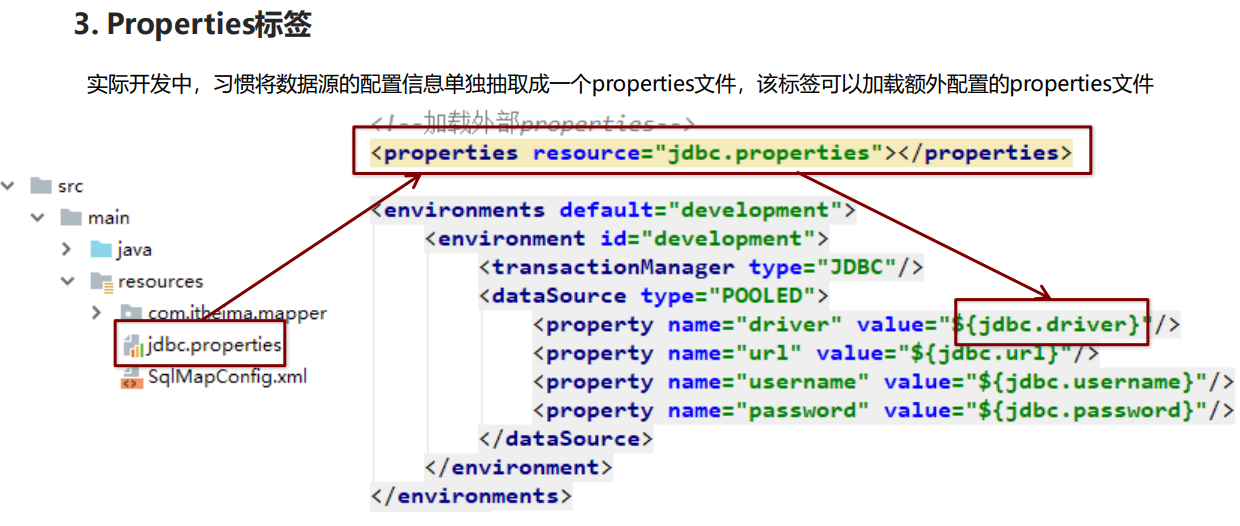 3. Properties标签
实际开发中，习惯将数据源的配置信息单独抽取成一个properties文件，该标签可以加载额外配置的properties文件
<!--加载外部properties-->
<properties resource="jdbc.properties"></properties>
src
main
java
resources
com.itheima.mapper
jdbc.properties
SqlMapConfig.xml
<environments default="development">
<environment id="development">
<transactionManager type="JDBC"/>
<dataSource type="POOLED">
<property name="driver" value="${jdbc.driver}"/>
<property name="url" value="${jdbc.url}"/>
<property name="username" value="${jdbc.username}"/>
<property name="password" value="${jdbc.password}"/>
</dataSource>
</environment>
</environments>